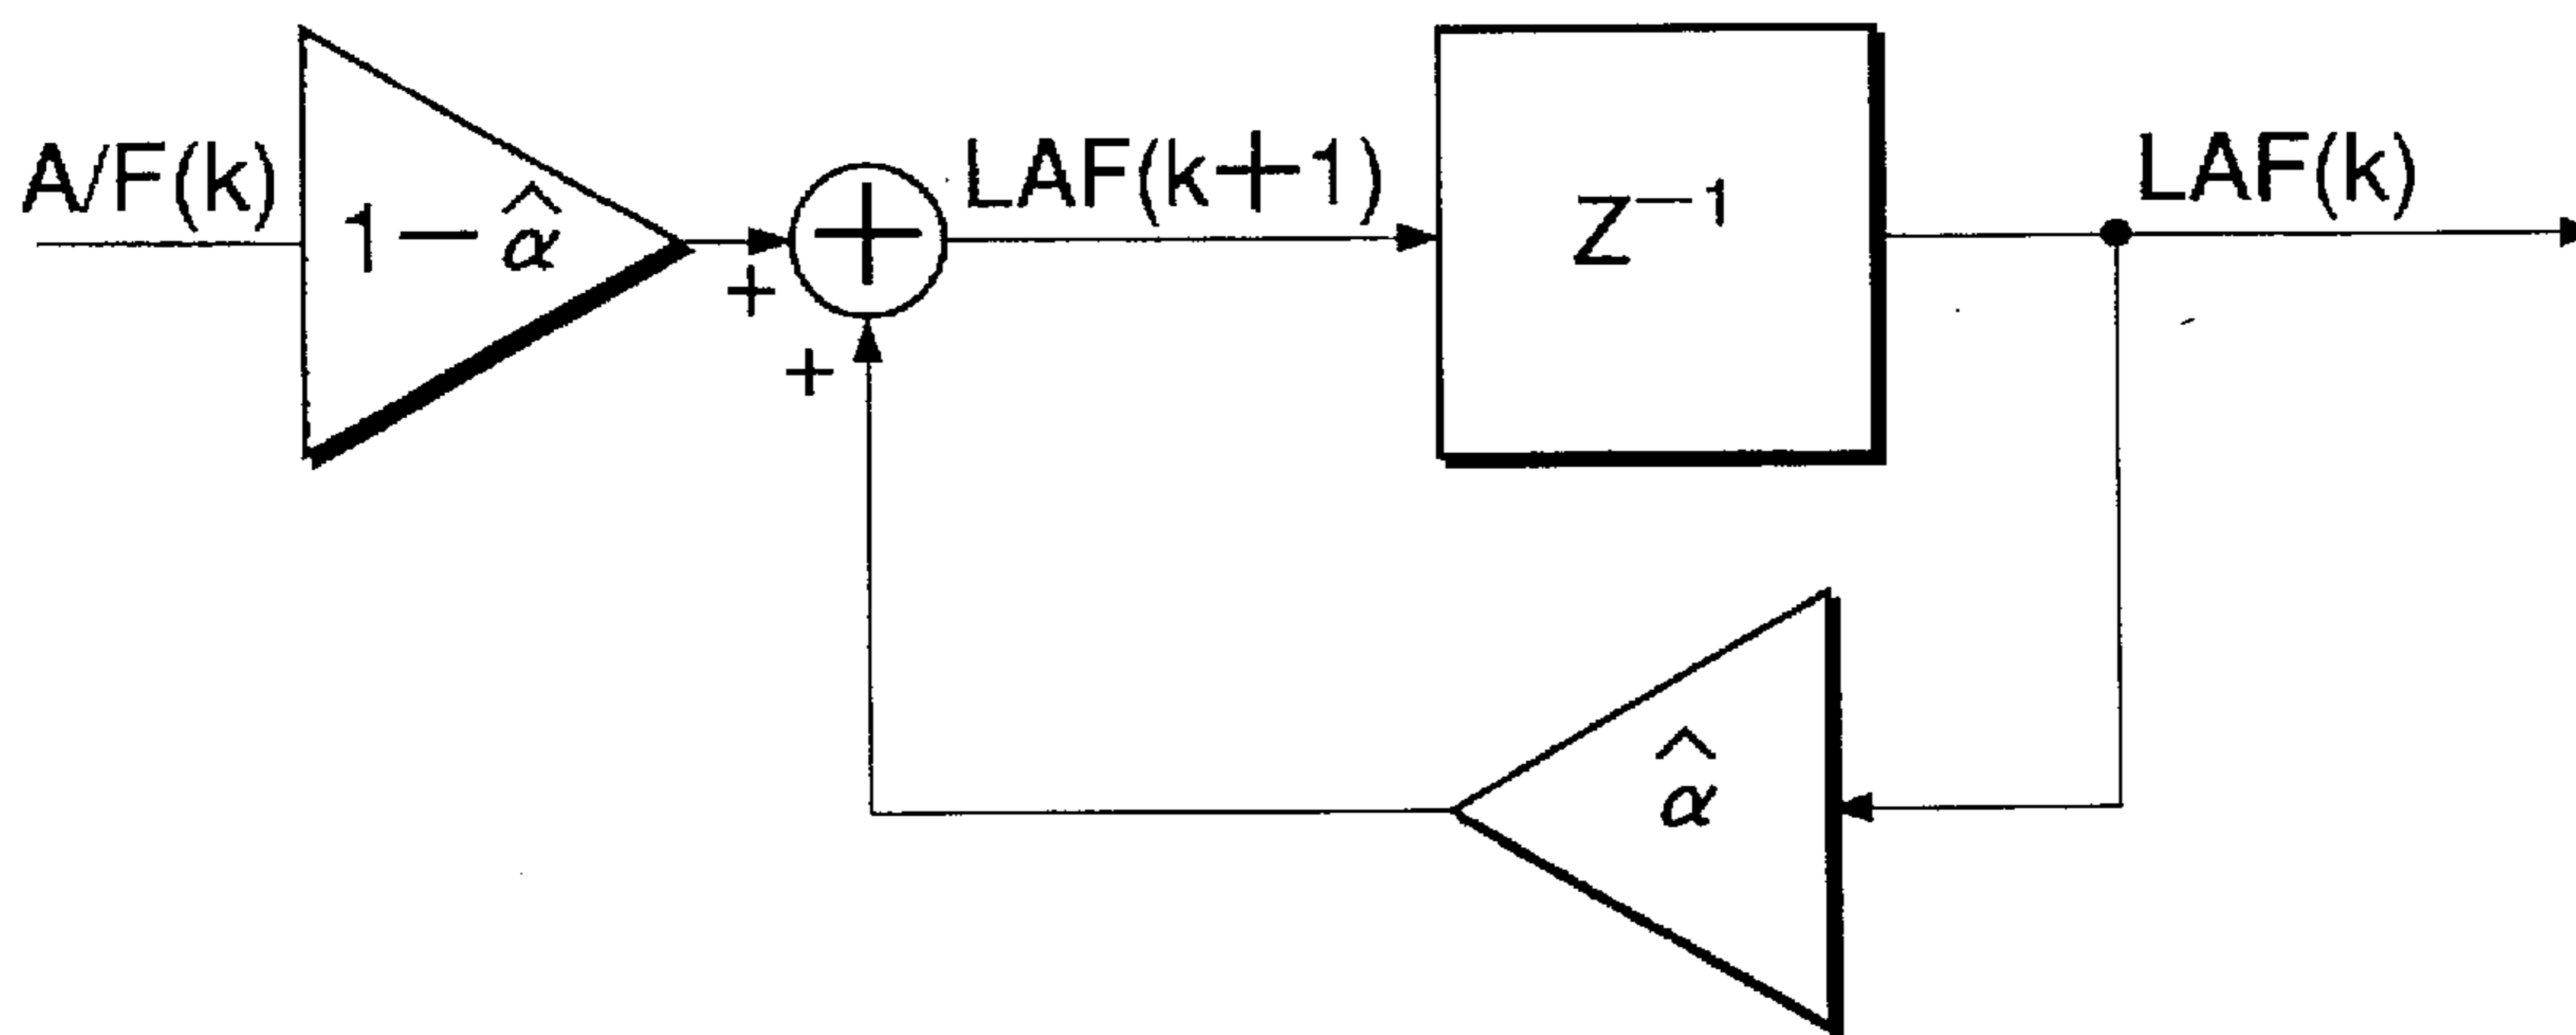 A/F(k)
1−α̂
+
+
+
LAF(k+1)
Z⁻¹
LAF(k)
α̂